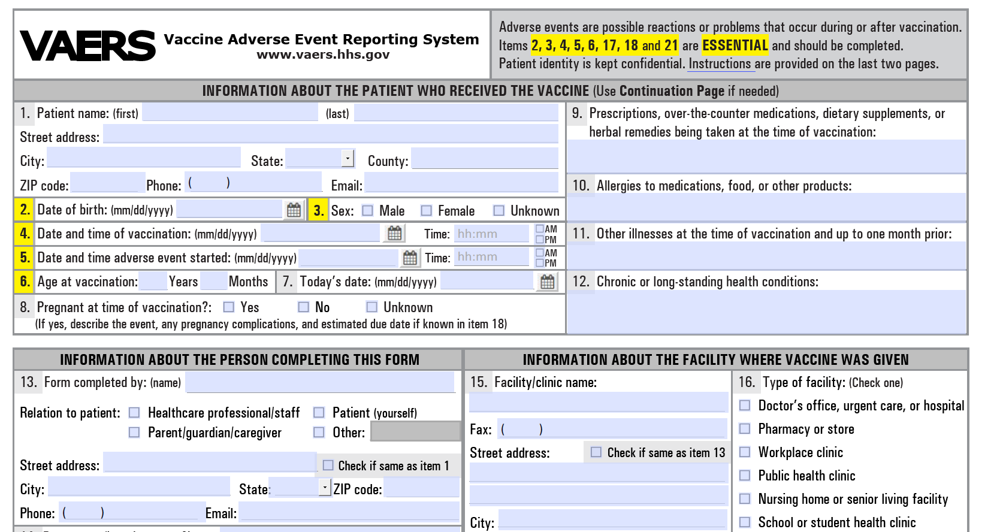 VAERS Vaccine Adverse Event Reporting System
www.vaers.hhs.gov
Adverse events are possible reactions or problems that occur during or after vaccination.
Items 2, 3, 4, 5, 6, 17, 18 and 21 are ESSENTIAL and should be completed.
Patient identity is kept confidential. Instructions are provided on the last two pages.
INFORMATION ABOUT THE PATIENT WHO RECEIVED THE VACCINE (Use Continuation Page if needed)
1. Patient name: (first) (last)
Street address:
City: State: County:
ZIP code: Phone: ( ) Email:
2. Date of birth: (mm/dd/yyyy) 3. Sex: Male Female Unknown
4. Date and time of vaccination: (mm/dd/yyyy) Time: hh:mm AM PM
5. Date and time adverse event started: (mm/dd/yyyy) Time: hh:mm AM PM
6. Age at vaccination: Years Months 7. Today's date: (mm/dd/yyyy)
8. Pregnant at time of vaccination?: Yes No Unknown
(If yes, describe the event, any pregnancy complications, and estimated due date if known in item 18)
9. Prescriptions, over-the-counter medications, dietary supplements, or
herbal remedies being taken at the time of vaccination:
10. Allergies to medications, food, or other products:
11. Other illnesses at the time of vaccination and up to one month prior:
12. Chronic or long-standing health conditions:
INFORMATION ABOUT THE PERSON COMPLETING THIS FORM
13. Form completed by: (name)
Relation to patient: Healthcare professional/staff Patient (yourself)
Parent/guardian/caregiver Other:
Street address: Check if same as item 1
City: State: ZIP code:
Phone: ( ) Email:
INFORMATION ABOUT THE FACILITY WHERE VACCINE WAS GIVEN
15. Facility/clinic name:
Fax: ( )
Street address: Check if same as item 13
City:
16. Type of facility: (Check one)
Doctor's office, urgent care, or hospital
Pharmacy or store
Workplace clinic
Public health clinic
Nursing home or senior living facility
School or student health clinic